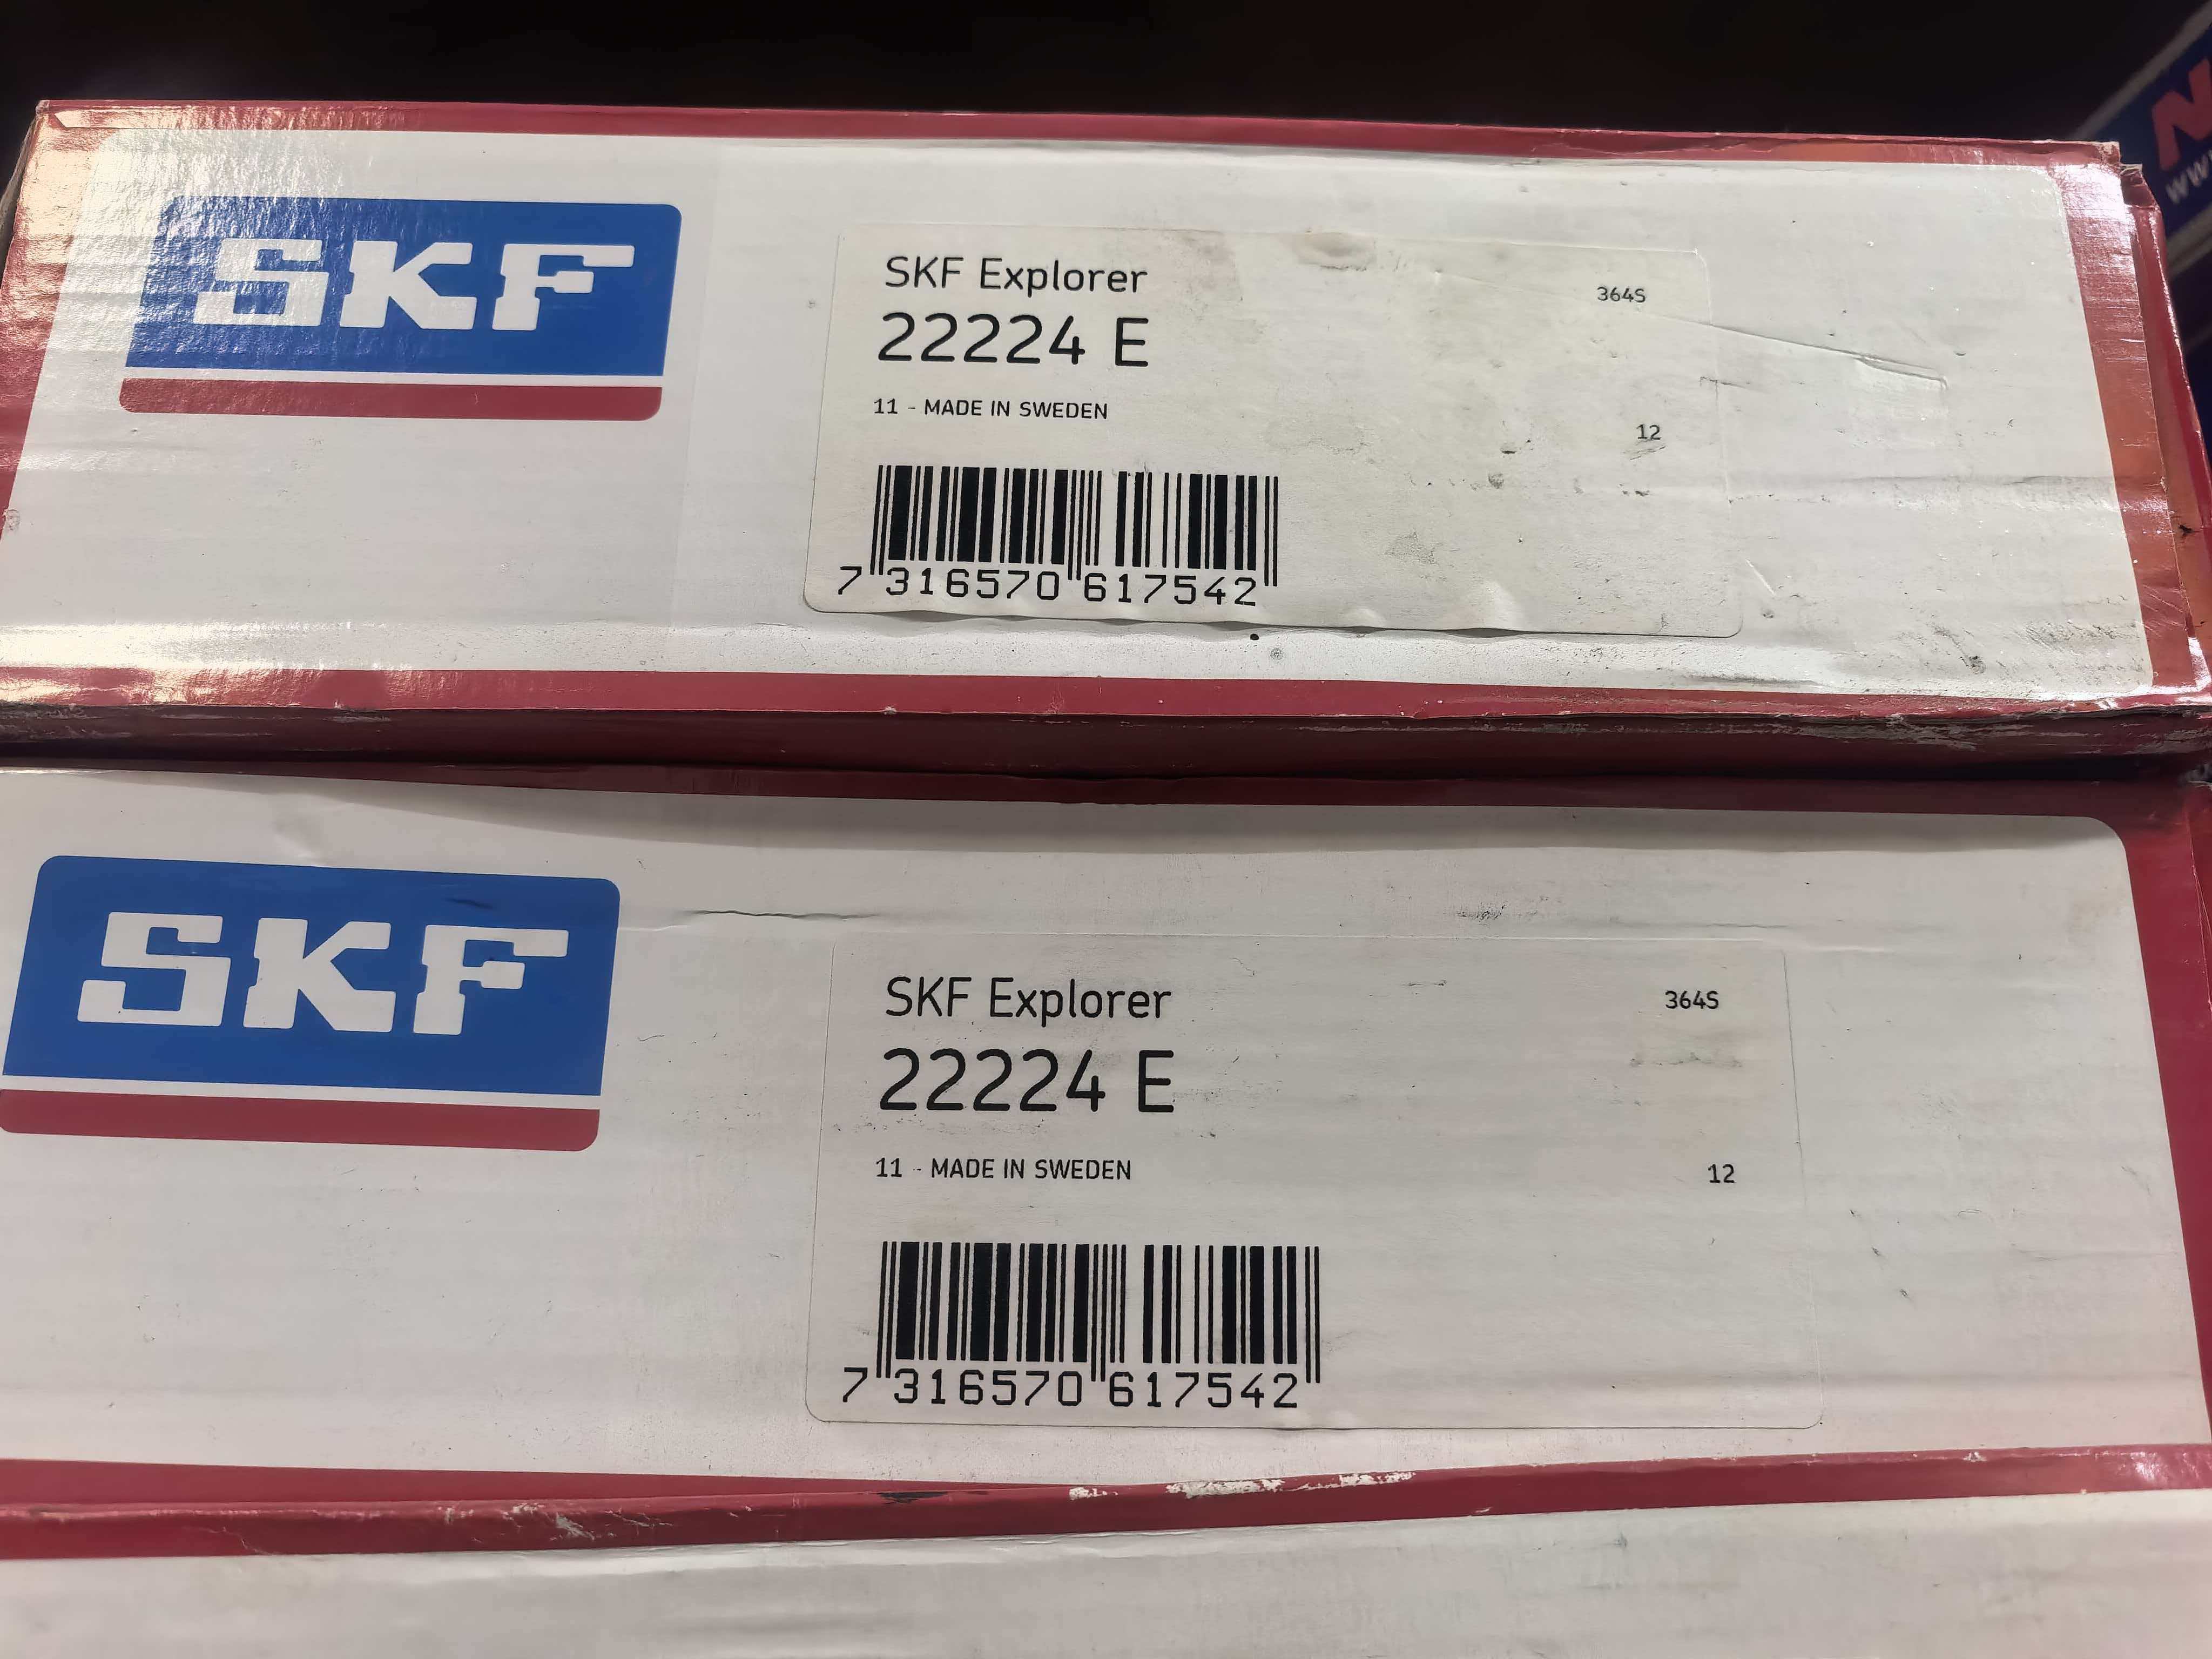 SKF
SKF Explorer
364S
22224 E
11 - MADE IN SWEDEN
12
7 316570 617542
SKF
SKF Explorer
364S
22224 E
11 - MADE IN SWEDEN
12
7 316570 617542